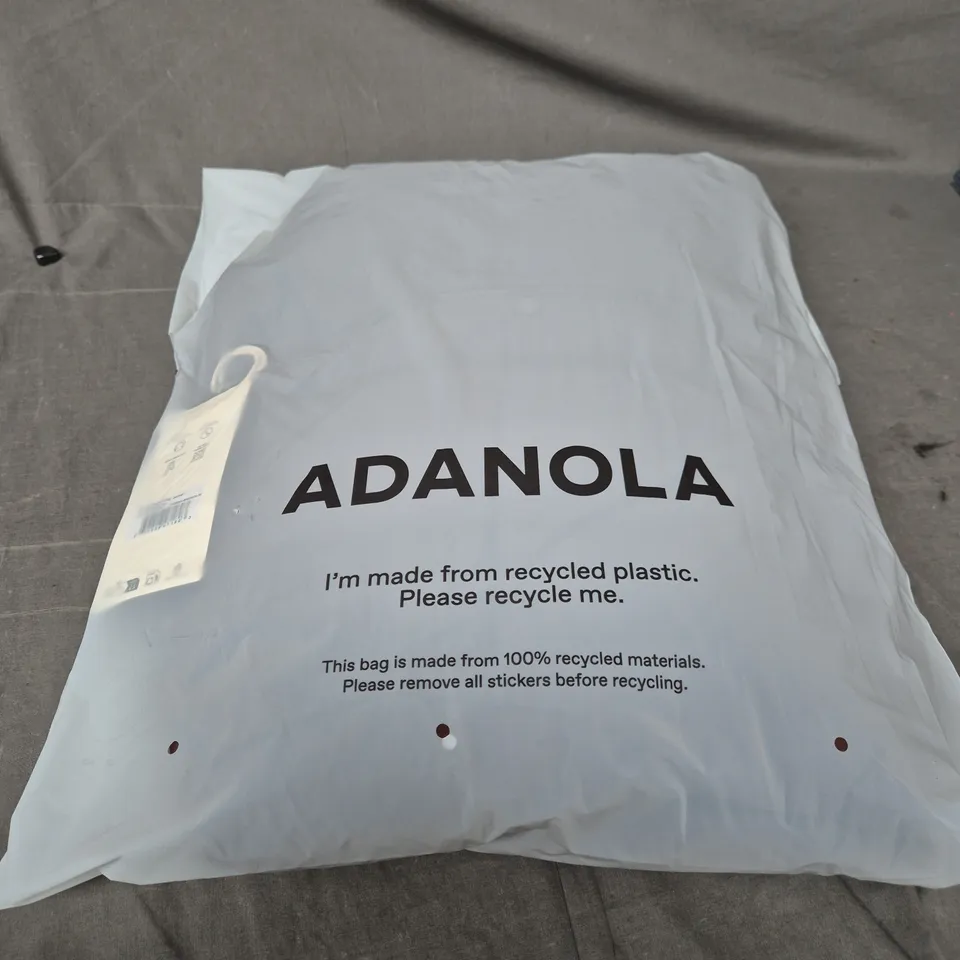 ADANOLA
I'm made from recycled plastic.
Please recycle me.
This bag is made from 100% recycled materials.
Please remove all stickers before recycling.